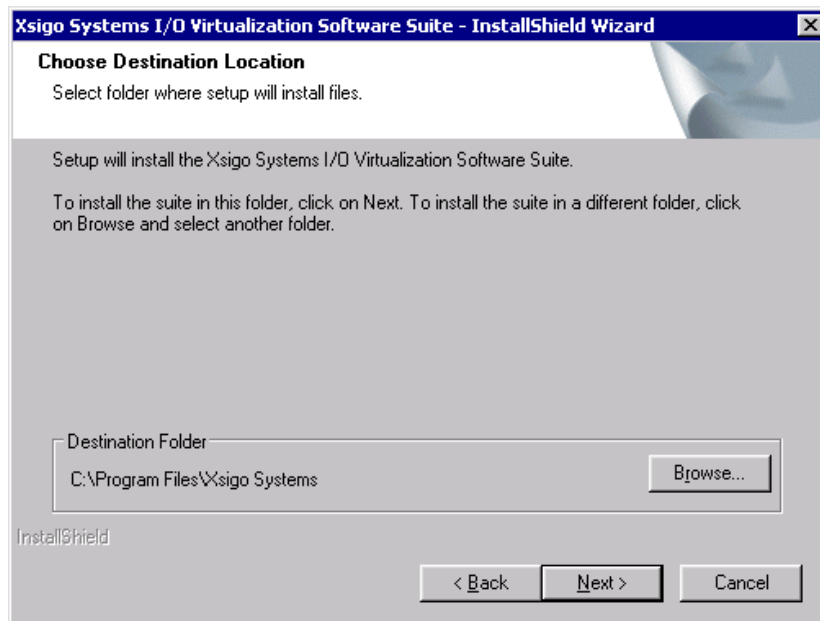 Xsigo Systems I/O Virtualization Software Suite - InstallShield Wizard
Choose Destination Location
Select folder where setup will install files.
Setup will install the Xsigo Systems I/O Virtualization Software Suite.
To install the suite in this folder, click on Next. To install the suite in a different folder, click
on Browse and select another folder.
Destination Folder
C:\Program Files\Xsigo Systems
Browse...
InstallShield
< Back
Next >
Cancel